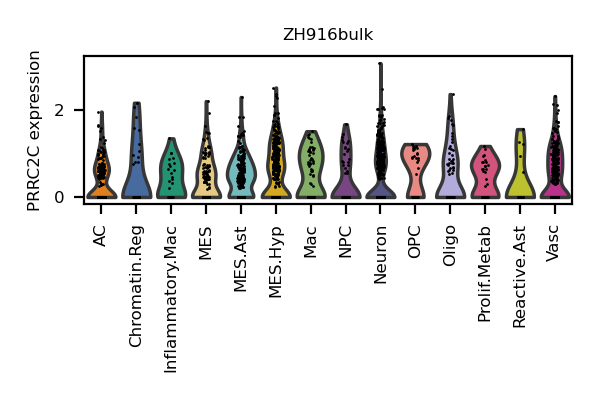 ZH916bulk
PRRC2C expression
2
0
AC
Chromatin.Reg
Inflammatory.Mac
MES
MES.Ast
MES.Hyp
Mac
NPC
Neuron
OPC
Oligo
Prolif.Metab
Reactive.Ast
Vasc